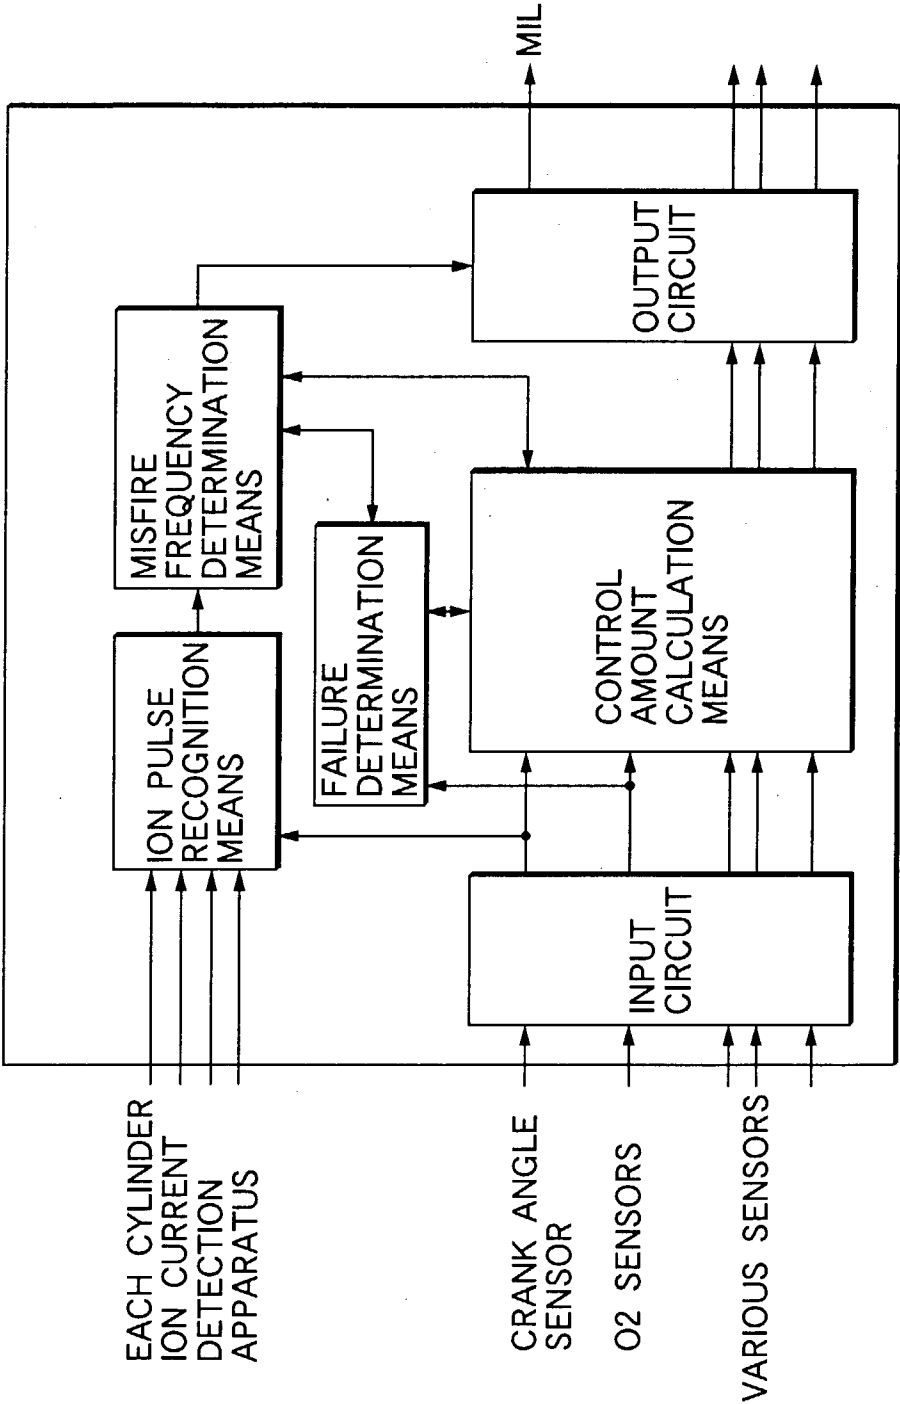 EACH CYLINDER
ION CURRENT
DETECTION
APPARATUS
CRANK ANGLE
SENSOR
O2 SENSORS
VARIOUS SENSORS
ION PULSE
RECOGNITION
MEANS
MISFIRE
FREQUENCY
DETERMINATION
MEANS
FAILURE
DETERMINATION
MEANS
INPUT
CIRCUIT
CONTROL
AMOUNT
CALCULATION
MEANS
OUTPUT
CIRCUIT
MIL